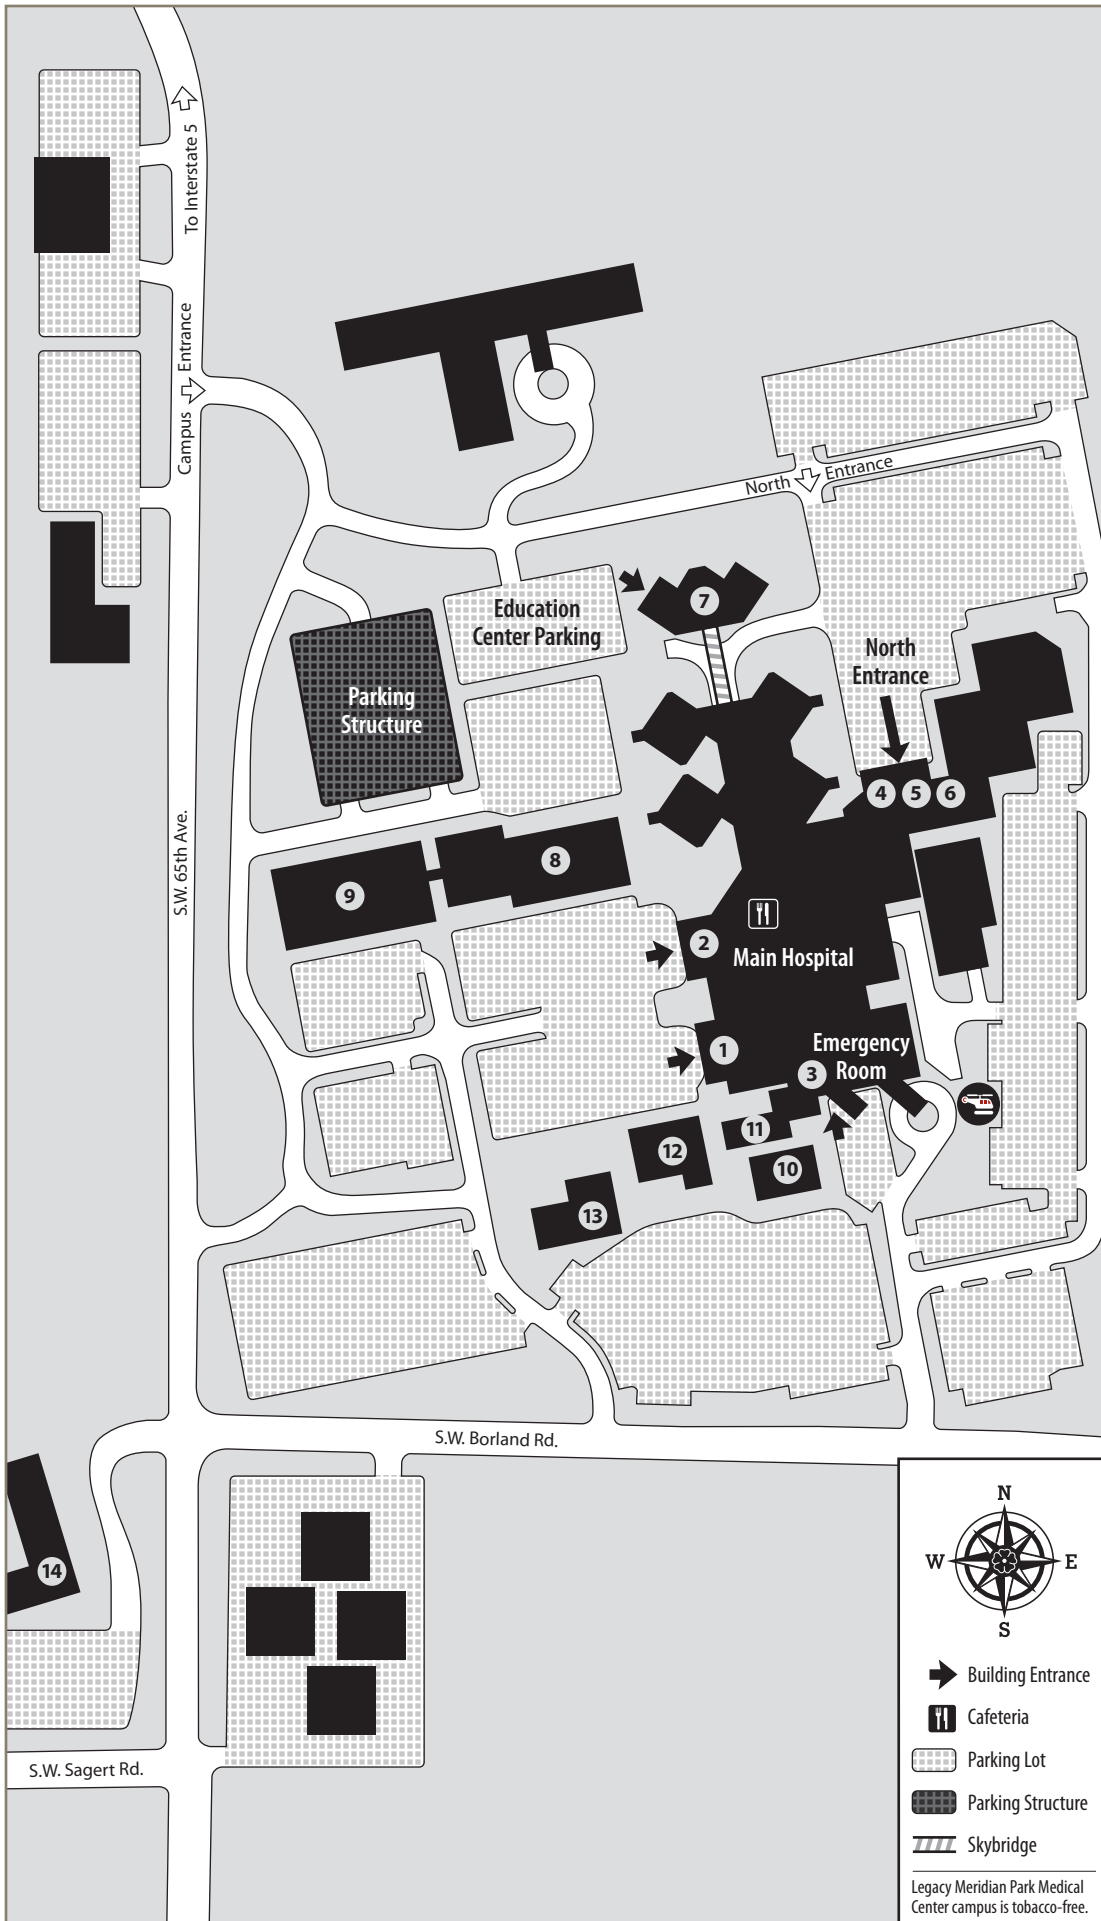 To Interstate 5
Campus Entrance
North Entrance
7
Education
Center Parking
North
Entrance
Parking
Structure
4 5 6
8
9
S.W. 65th Ave.
2
Main Hospital
1
Emergency
Room
3
11
12
10
13
S.W. Borland Rd.
14
S.W. Sagert Rd.
N
W E
S
Building Entrance
Cafeteria
Parking Lot
Parking Structure
Skybridge
Legacy Meridian Park Medical
Center campus is tobacco-free.